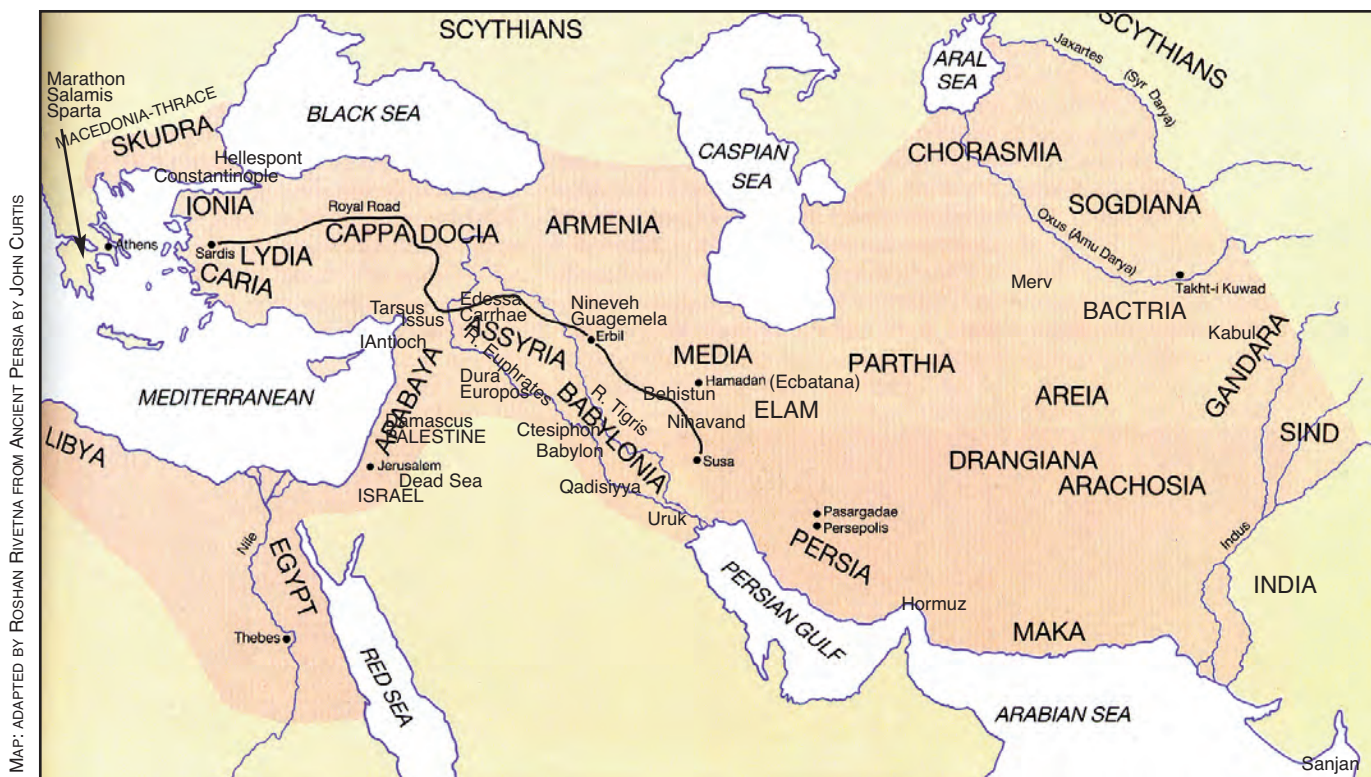 MAP: ADAPTED BY ROSHAN RIVETNA FROM ANCIENT PERSIA BY JOHN CURTIS
SCYTHIANS
SCYTHIANS
Marathon
Salamis
Sparta
MACEDONIA-THRACE
SKUDRA
BLACK SEA
ARAL
SEA
Jaxartes (Syr Darya)
CASPIAN
SEA
CHORASMIA
Hellespont
Constantinople
IONIA
Royal Road
CAPPADOCIA
ARMENIA
SOGDIANA
Oxus (Amu Darya)
Athens
Sardis
LYDIA
CARIA
Merv
Takht-i Kuwad
BACTRIA
Kabul
GANDARA
Tarsus
Issus
Edessa
Carrhae
Nineveh
Guagemela
Erbil
ASSYRIA
IAntioch
R. Euphrates
MEDIA
PARTHIA
Hamadan (Ecbatana)
Behistun
ELAM
AREIA
MEDITERRANEAN
Dura
Europos
R. Tigris
BABYLONIA
Nihavand
ARABAYA
Damascus
PALESTINE
Ctesiphon
Babylon
SIND
LIBYA
Jerusalem
Dead Sea
ISRAEL
Susa
DRANGIANA
ARACHOSIA
Qadisiyya
Uruk
Pasargadae
Persepolis
PERSIA
Indus
Nile
EGYPT
INDIA
PERSIAN GULF
Hormuz
MAKA
Thebes
RED SEA
ARABIAN SEA
Sanjan